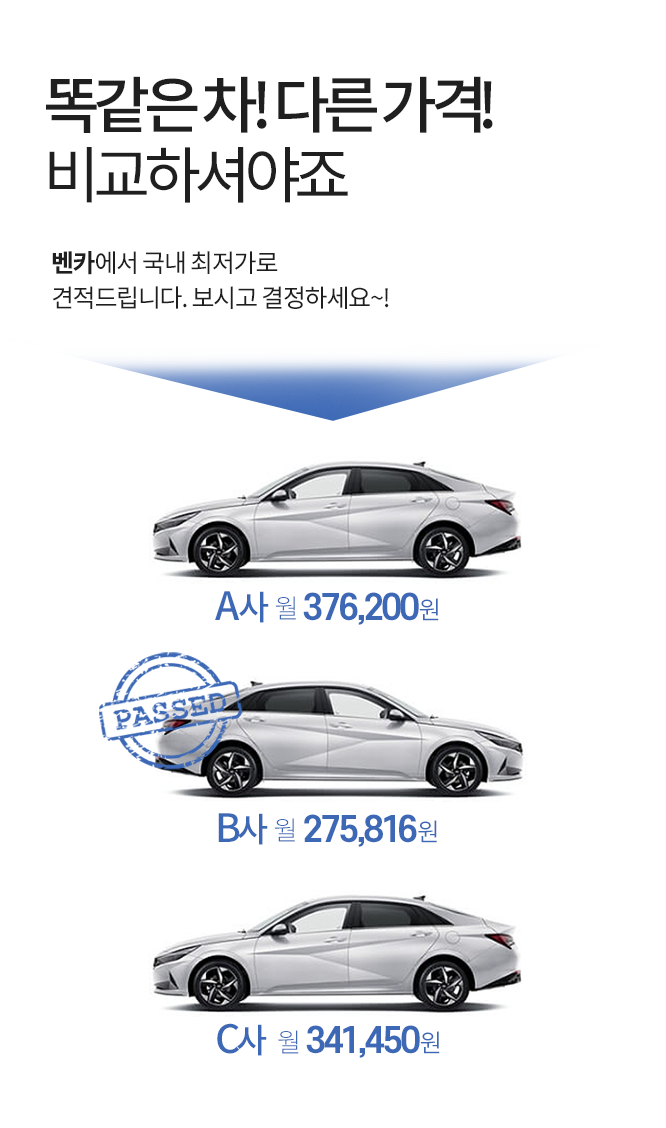 똑같은 차! 다른 가격!
비교하셔야죠
벤카에서 국내 최저가로
견적드립니다. 보시고 결정하세요~!
A사 월 376,200원
PASSED
B사 월 275,816원
C사 월 341,450원